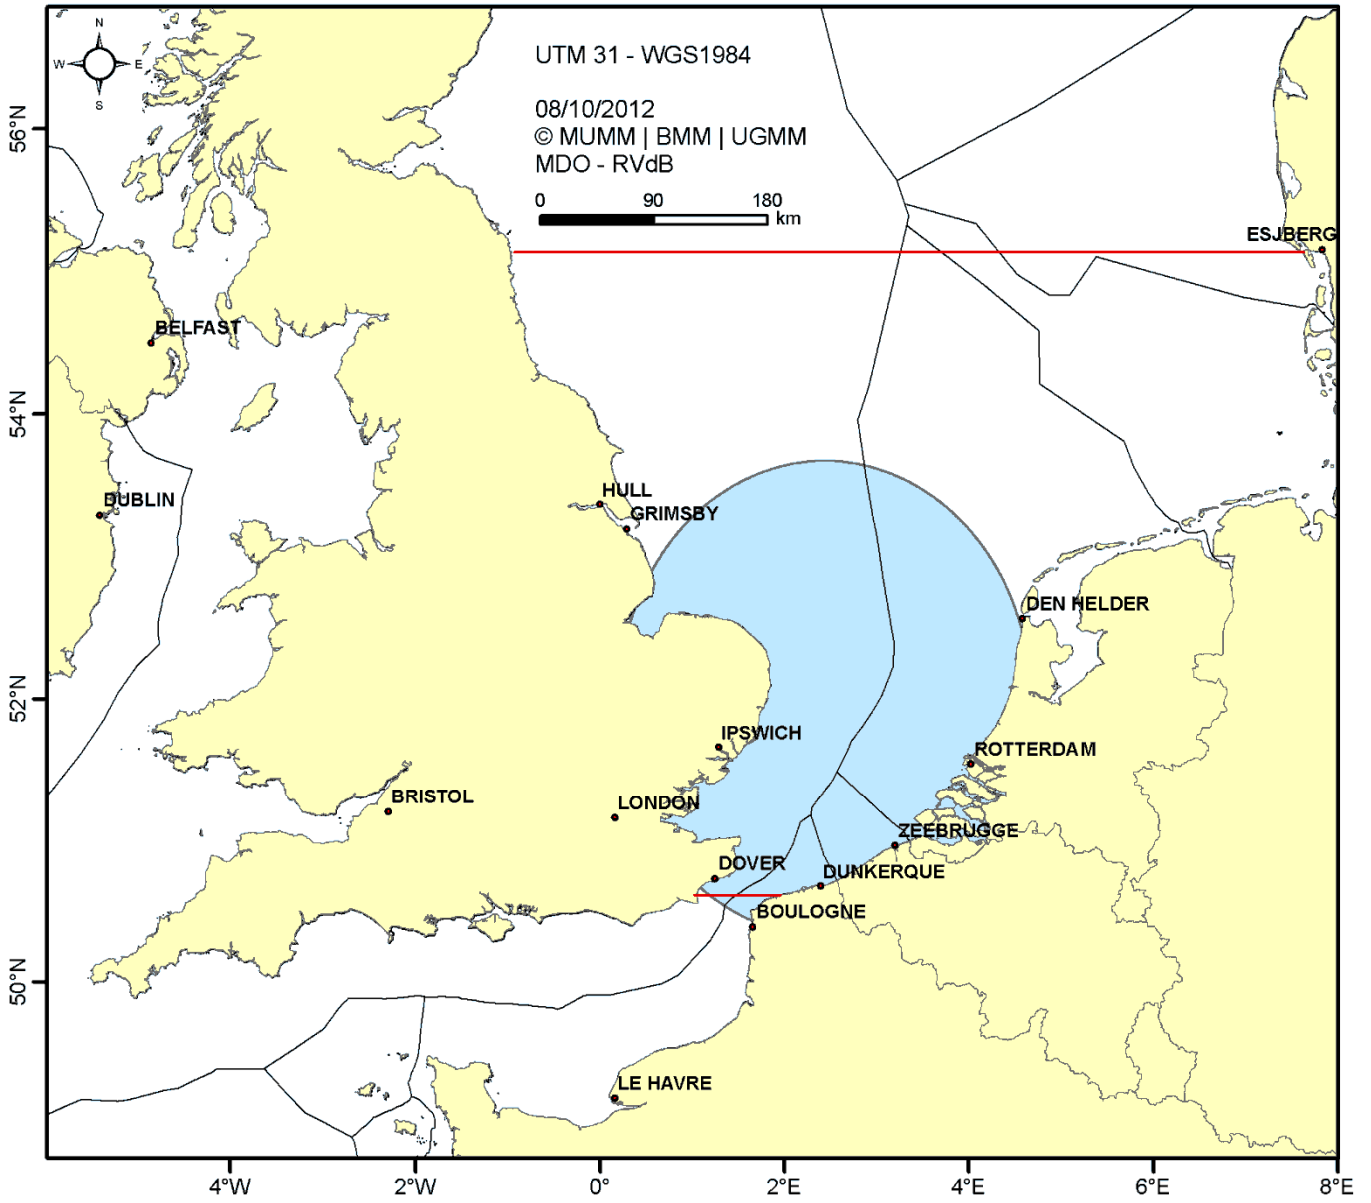 N
W E
S
UTM 31 - WGS1984
08/10/2012
© MUMM | BMM | UGMM
MDO - RVdB
0 90 180
km
56°N
54°N
52°N
50°N
ESJBERG
BELFAST
DUBLIN
HULL
GRIMSBY
DEN HELDER
IPSWICH
ROTTERDAM
BRISTOL
LONDON
ZEEBRUGGE
DOVER
DUNKERQUE
BOULOGNE
LE HAVRE
4°W 2°W 0° 2°E 4°E 6°E 8°E